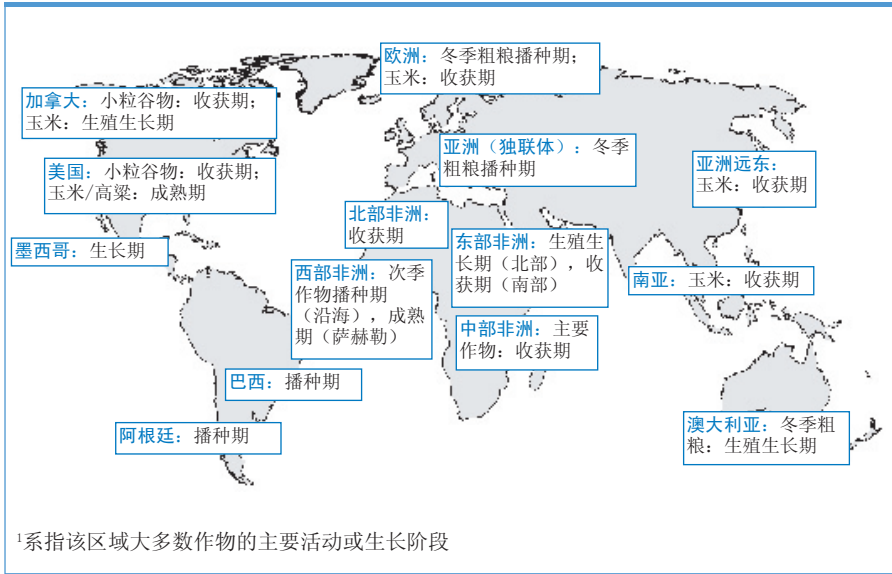 欧洲：冬季粗粮播种期；
玉米：收获期
加拿大：小粒谷物：收获期；
玉米：生殖生长期
亚洲（独联体）：冬季
粗粮播种期
亚洲远东：
玉米：收获期
美国：小粒谷物：收获期；
玉米/高粱：成熟期
北部非洲：
收获期
东部非洲：生殖生
长期（北部），收
获期（南部）
墨西哥：生长期
西部非洲：次季
作物播种期
（沿海），成熟
期（萨赫勒）
南亚：玉米：收获期
中部非洲：主要
作物：收获期
巴西：播种期
阿根廷：播种期
澳大利亚：冬季粗
粮：生殖生长期
¹系指该区域大多数作物的主要活动或生长阶段